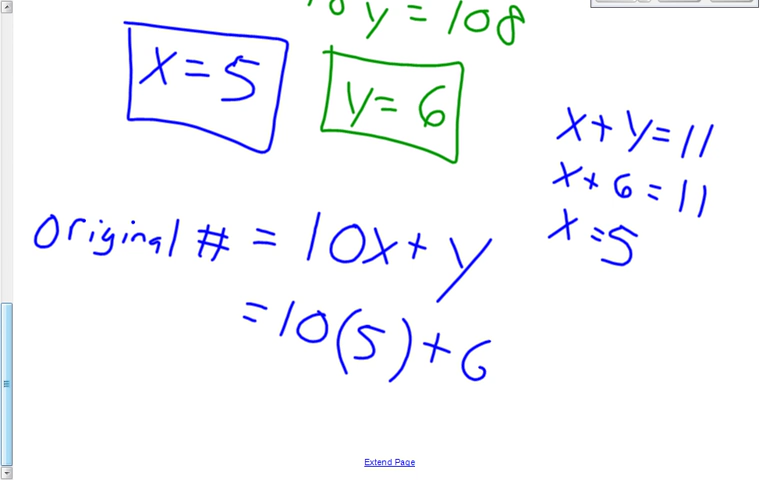 y = 108
x = 5
y = 6
x + y = 11
x + 6 = 11
x = 5
Original # = 10x + y
= 10(5) + 6
Extend Page